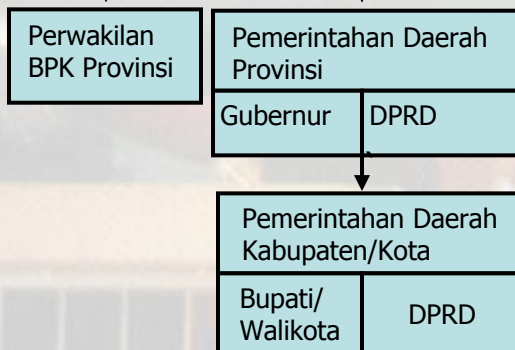 Perwakilan
BPK Provinsi
Pemerintahan Daerah
Provinsi
Gubernur
DPRD
Pemerintahan Daerah
Kabupaten/Kota
Bupati/
Walikota
DPRD